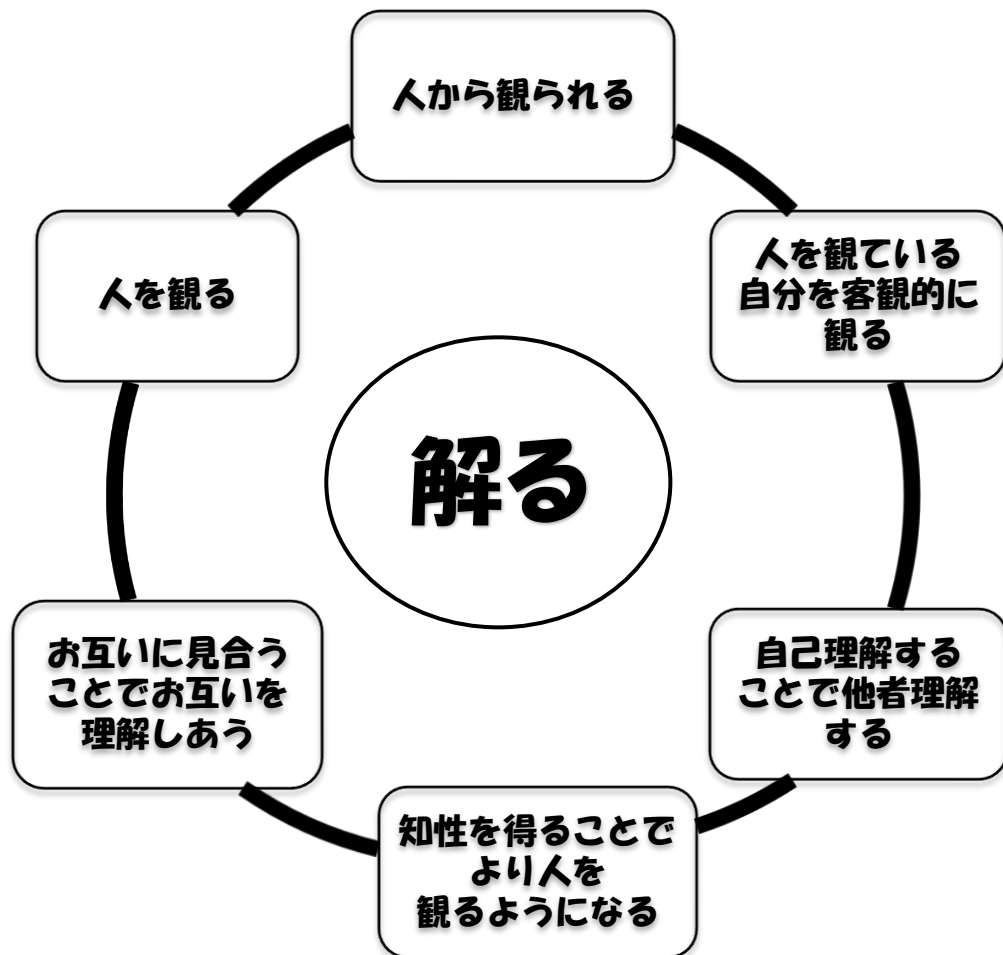 人から観られる
人を観ている
自分を客観的に
観る
自己理解する
ことで他者理解
する
知性を得ることで
より人を
観るようになる
お互いに見合う
ことでお互いを
理解しあう
人を観る
解る